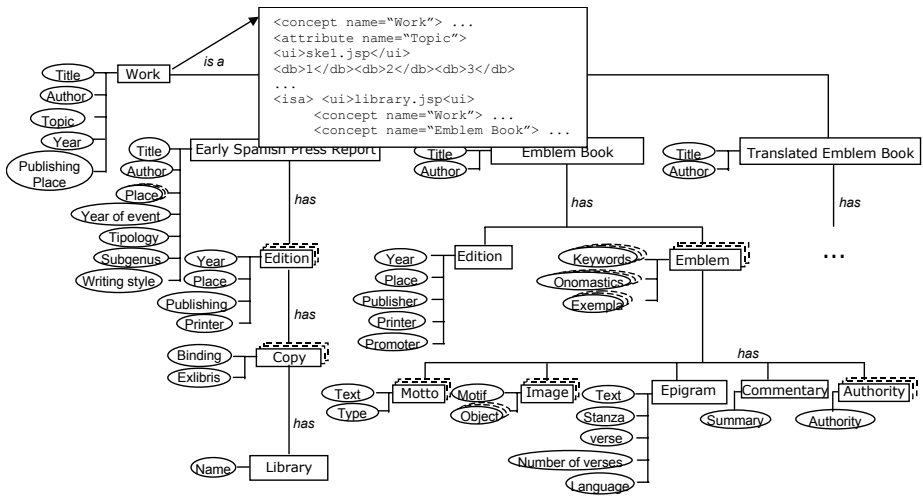 <concept name="Work"> ...
<attribute name="Topic">
<ui>ske1.jsp</ui>
<db>1</db><db>2</db><db>3</db>
...
<isa> <ui>library.jsp<ui>
<concept name="Work"> ...
<concept name="Emblem Book"> ...
is a
Work
Title
Author
Topic
Year
Publishing
Place
Early Spanish Press Report
Title
Author
Place
Year of event
Tipology
Subgenus
Writing style
has
Edition
Year
Place
Publishing
Printer
has
Copy
Binding
Exlibris
has
Library
Name
Emblem Book
Title
Author
has
Edition
Year
Place
Publisher
Printer
Promoter
Emblem
Keywords
Onomastics
Exempla
has
Motto
Text
Type
Image
Motif
Object
Epigram
Text
Stanza
verse
Number of verses
Language
Commentary
Summary
Authority
Authority
Translated Emblem Book
Title
Author
has
...